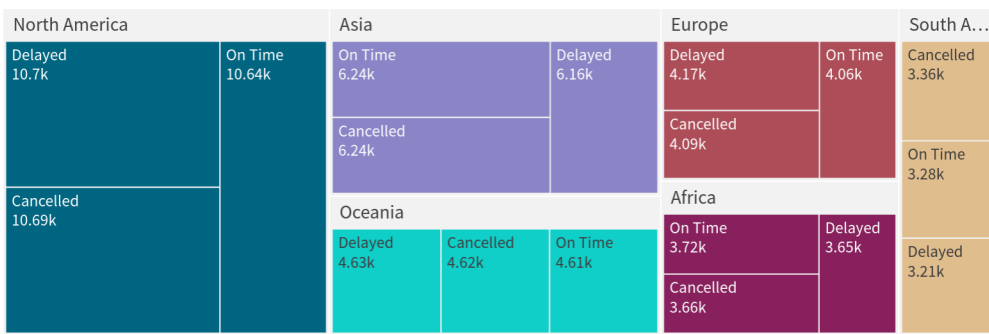 North America
Delayed
10.7k
On Time
10.64k
Cancelled
10.69k
Asia
On Time
6.24k
Delayed
6.16k
Cancelled
6.24k
Oceania
Delayed
4.63k
Cancelled
4.62k
On Time
4.61k
Europe
Delayed
4.17k
On Time
4.06k
Cancelled
4.09k
Africa
On Time
3.72k
Delayed
3.65k
Cancelled
3.66k
South A...
Cancelled
3.36k
On Time
3.28k
Delayed
3.21k